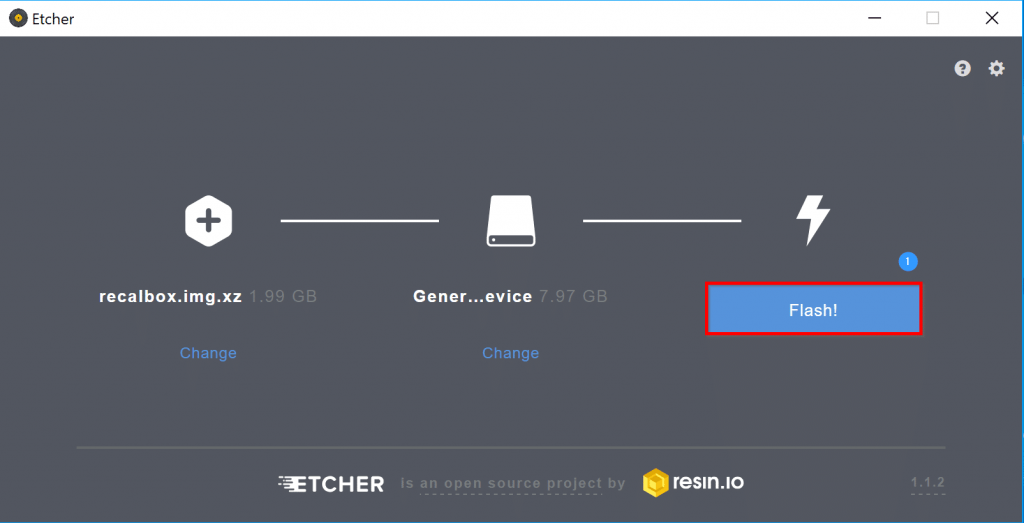 Etcher
recalbox.img.xz 1.99 GB
Change
Gener...evice 7.97 GB
Change
1
Flash!
ETCHER is an open source project by resin.io
1.1.2